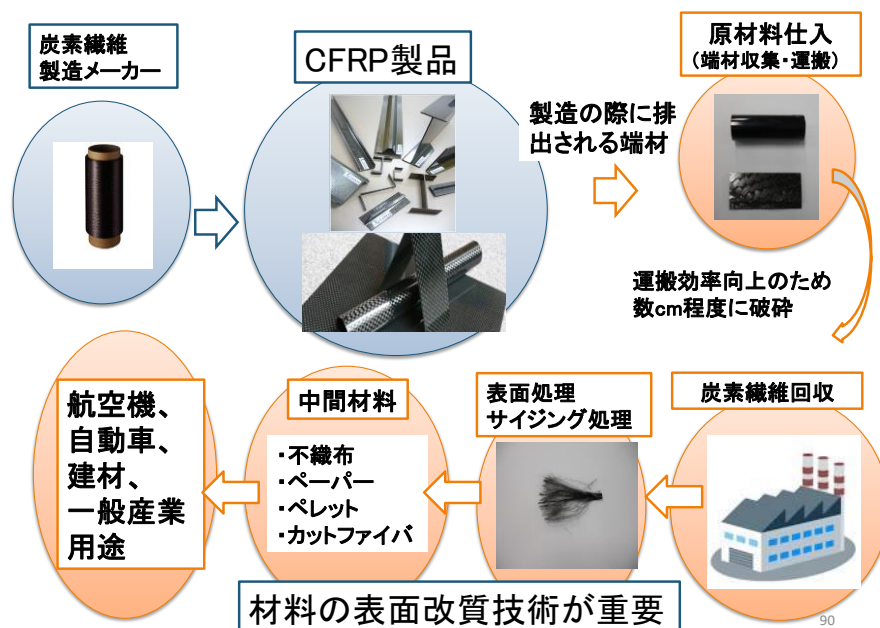 炭素繊維
製造メーカー
CFRP製品
原材料仕入
（端材収集・運搬）
製造の際に排
出される端材
運搬効率向上のため
数cm程度に破砕
航空機、
自動車、
建材、
一般産業
用途
中間材料
・不織布
・ペーパー
・ペレット
・カットファイバ
表面処理
サイジング処理
炭素繊維回収
材料の表面改質技術が重要
90